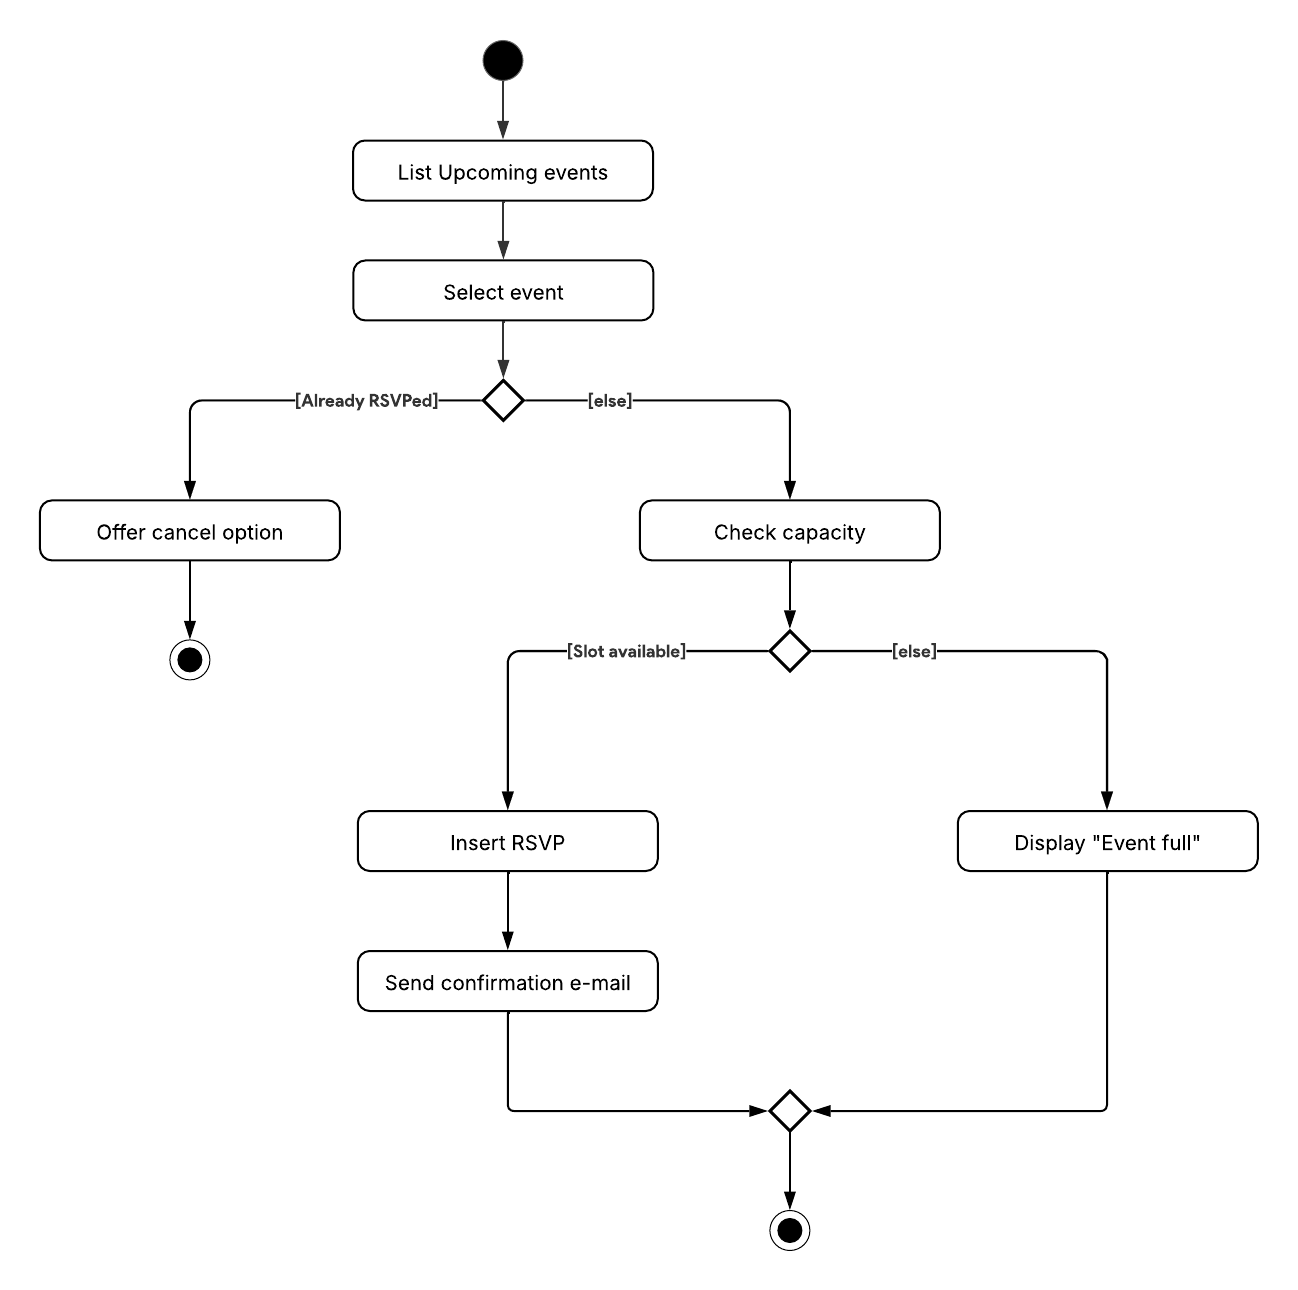 List Upcoming events
Select event
[Already RSVPed]
[else]
Offer cancel option
Check capacity
[Slot available]
[else]
Insert RSVP
Display "Event full"
Send confirmation e-mail